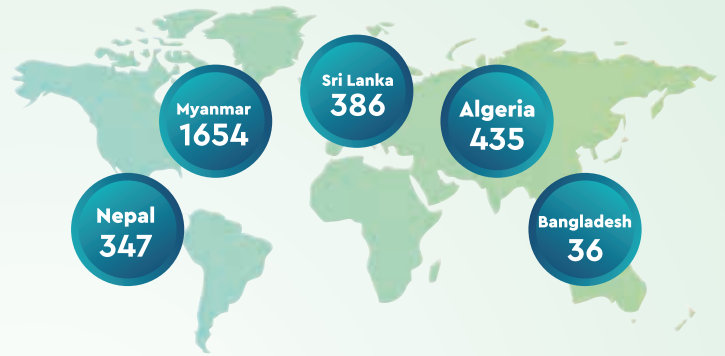 Sri Lanka
386
Myanmar
1654
Algeria
435
Nepal
347
Bangladesh
36